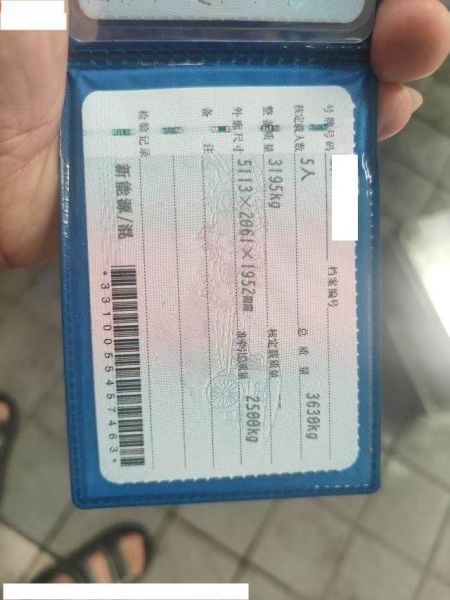 号牌号码 档案编号
核定载人数 5人 总质量 3630kg
整备质量 3195kg 核定载质量 --
外廓尺寸 5113×2061×1952mm 准牵引总质量 2500kg
备注
检验记录 新能源/混
*3310055457463*